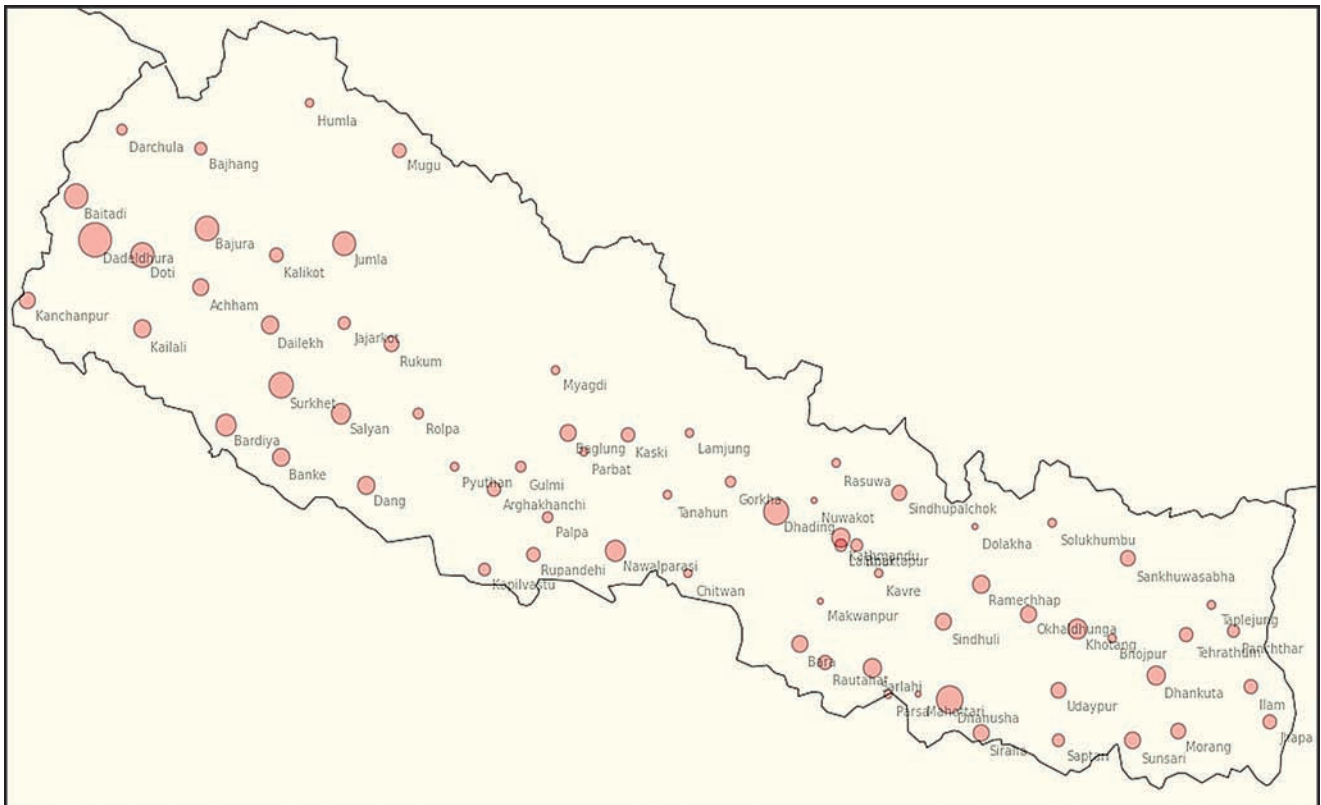 Humla
Darchula
Bajhang
Mugu
Baitadi
Bajura
Dadeldhura
Jumla
Doti
Kalikot
Achham
Kanchanpur
Jajarkot
Dailekh
Kailali
Rukum
Myagdi
Surkhet
Salyan
Rolpa
Bardiya
Baglung
Kaski
Lamjung
Parbat
Banke
Pyuthan
Gulmi
Rasuwa
Dang
Arghakhanchi
Gorkha
Tanahun
Sindhupalchok
Nuwakot
Dhading
Palpa
Dolakha
Solukhumbu
Kathmandu
Lalitpur
Bhaktapur
Nawalparasi
Rupandehi
Sankhuwasabha
Kapilvastu
Chitwan
Kavre
Ramechhap
Makwanpur
Taplejung
Okhaldhunga
Sindhuli
Khotang
Bhojpur
Tehrathum
Panchthar
Bara
Rautahat
Sarlahi
Dhankuta
Parsa
Mahottari
Dhanusha
Udaypur
Ilam
Siraha
Saptari
Sunsari
Morang
Jhapa